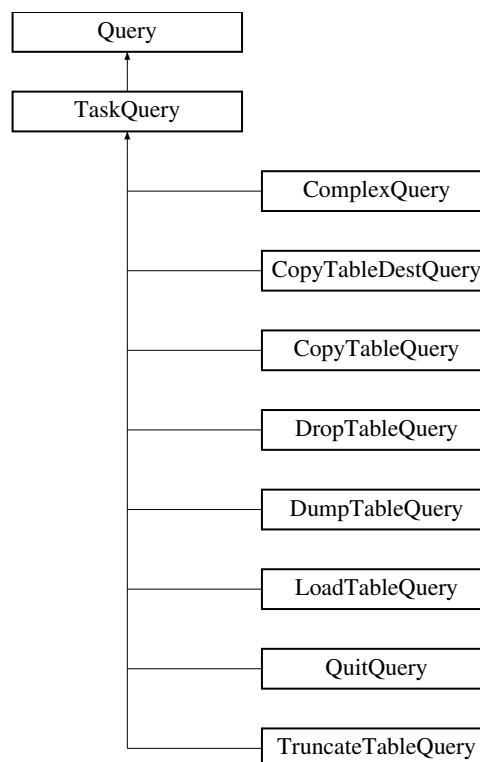 Query
TaskQuery
ComplexQuery
CopyTableDestQuery
CopyTableQuery
DropTableQuery
DumpTableQuery
LoadTableQuery
QuitQuery
TruncateTableQuery